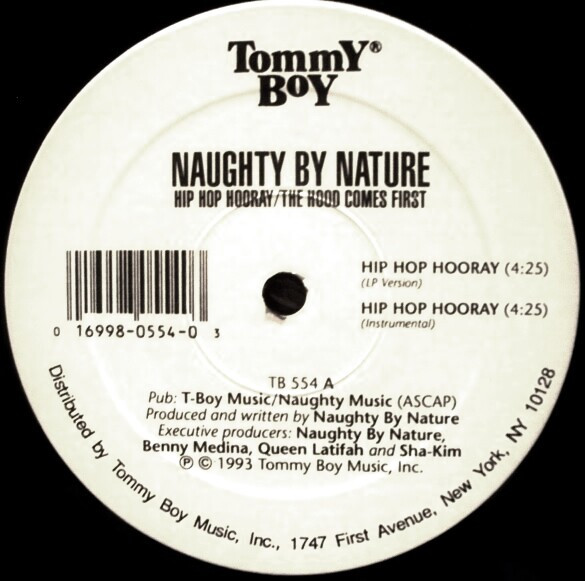 TommY®
BoY
NAUGHTY BY NATURE
HIP HOP HOORAY/THE HOOD COMES FIRST
HIP HOP HOORAY (4:25)
(LP Version)
HIP HOP HOORAY (4:25)
(Instrumental)
0 16998-0554-0 3
TB 554 A
Pub: T-Boy Music/Naughty Music (ASCAP)
Produced and written by Naughty By Nature
Executive producers: Naughty By Nature,
Benny Medina, Queen Latifah and Sha-Kim
℗ © 1993 Tommy Boy Music, Inc.
Distributed by Tommy Boy Music, Inc., 1747 First Avenue, New York, NY 10128